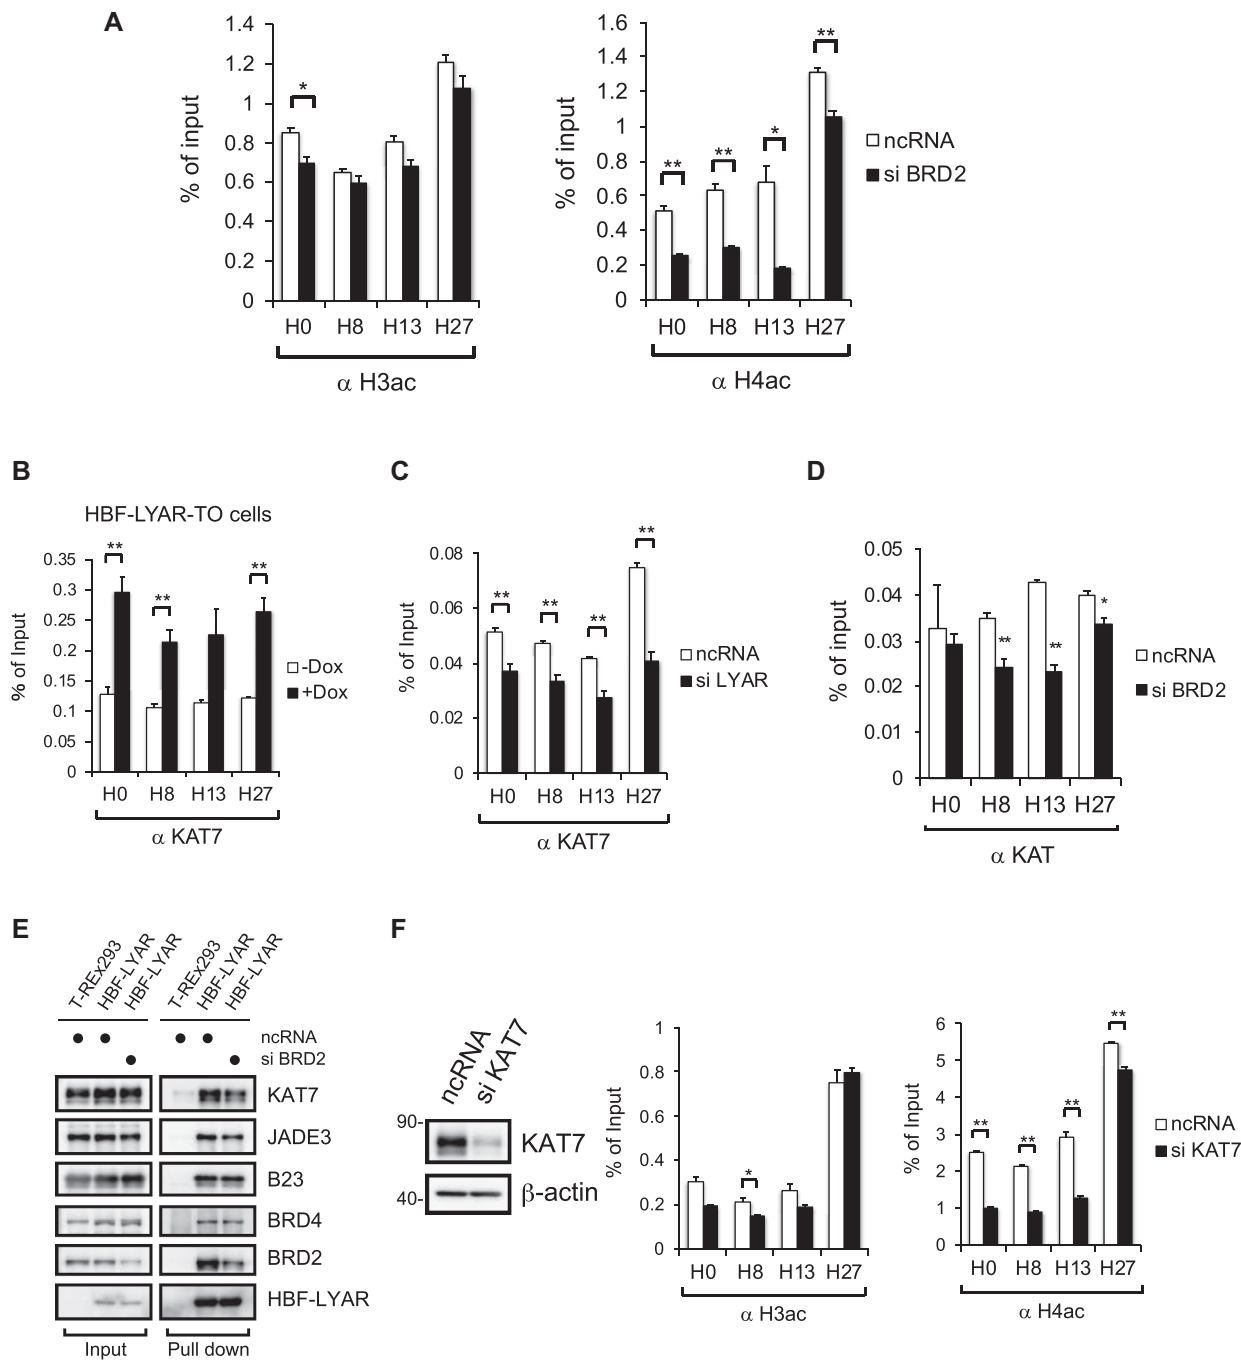 A
1.4
1.2
1
0.8
0.6
0.4
0.2
0
% of input
*
H0 H8 H13 H27
α H3ac
1.6
1.4
1.2
1
0.8
0.6
0.4
0.2
0
% of input
** ** * **
H0 H8 H13 H27
α H4ac
ncRNA
si BRD2
B
HBF-LYAR-TO cells
0.35
0.3
0.25
0.2
0.15
0.1
0.05
0
% of Input
** ** **
H0 H8 H13 H27
α KAT7
-Dox
+Dox
C
0.08
0.06
0.04
0.02
0
% of Input
** ** ** **
H0 H8 H13 H27
α KAT7
ncRNA
si LYAR
D
0.05
0.04
0.03
0.02
0.01
0
% of input
** ** *
H0 H8 H13 H27
α KAT
ncRNA
si BRD2
E
T-REx293 HBF-LYAR HBF-LYAR T-REx293 HBF-LYAR HBF-LYAR
ncRNA
si BRD2
KAT7
JADE3
B23
BRD4
BRD2
HBF-LYAR
Input Pull down
F
ncRNA si KAT7
90-
KAT7
40-
β-actin
1
0.8
0.6
0.4
0.2
0
% of Input
*
H0 H8 H13 H27
α H3ac
6
5
4
3
2
1
0
% of Input
** ** ** **
H0 H8 H13 H27
α H4ac
ncRNA
si KAT7